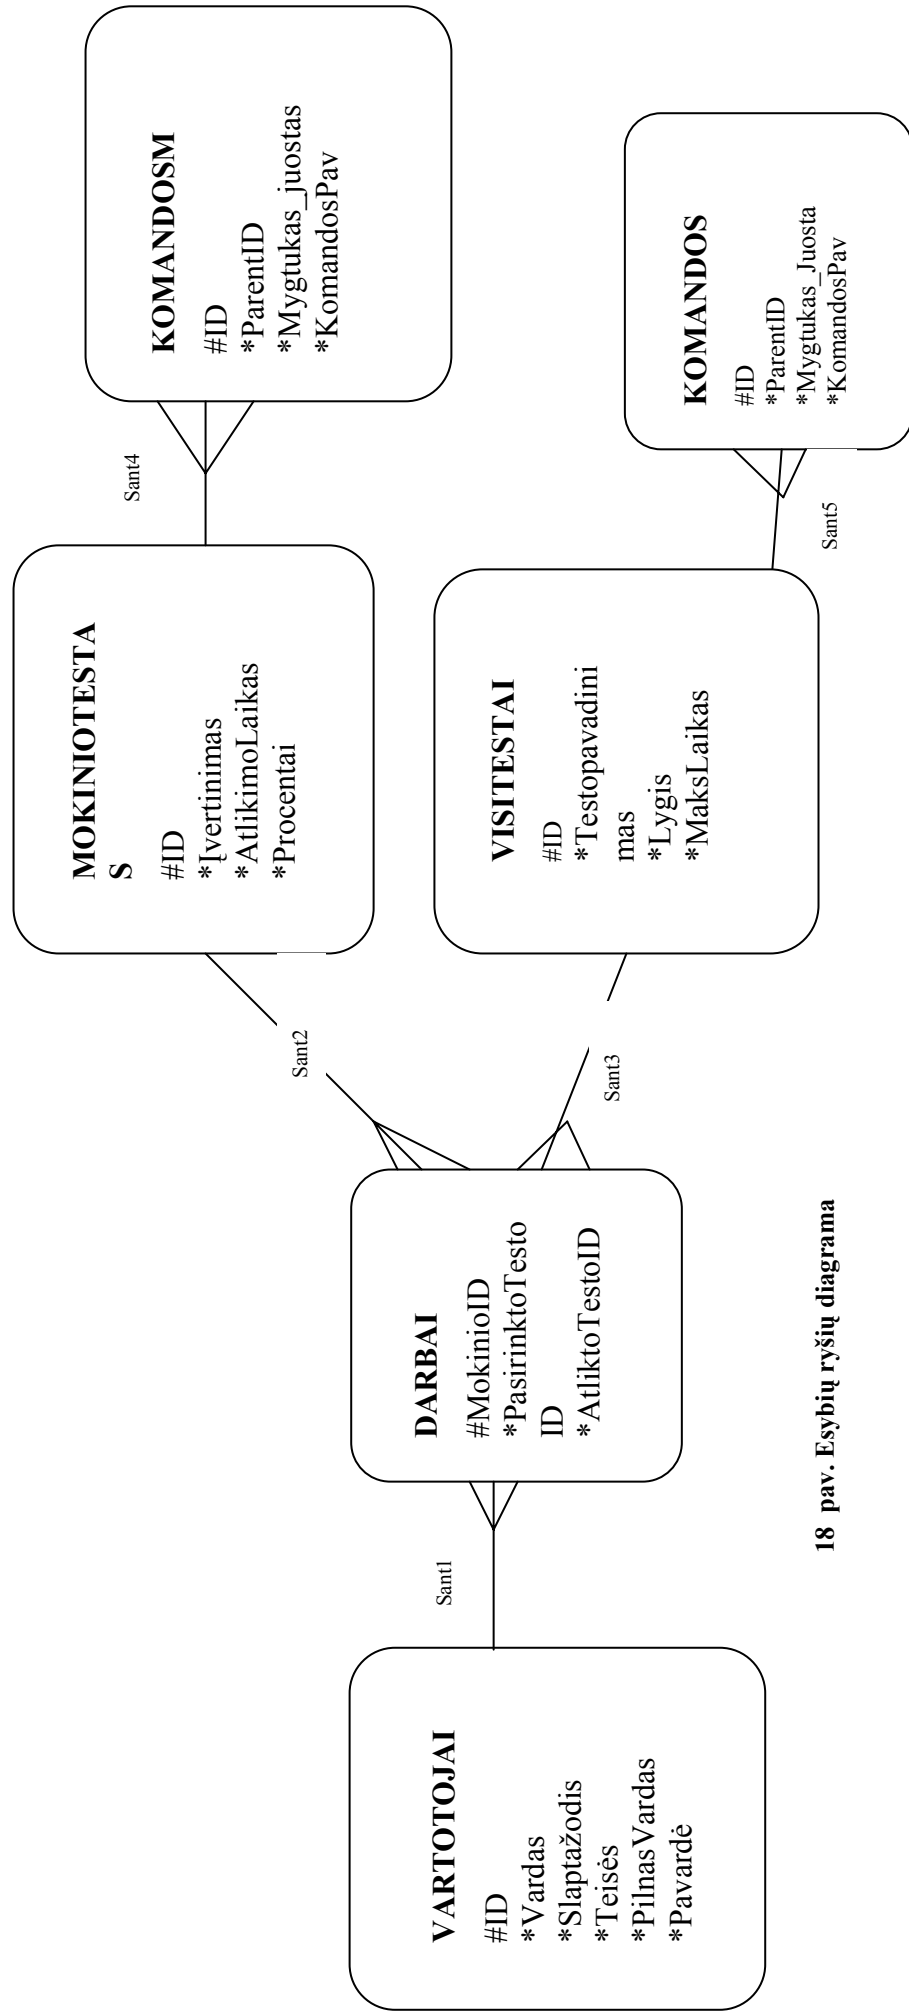 VARTOTOJAI
#ID
*Vardas
*Slaptažodis
*Teisės
*PilnasVardas
*Pavardė
Sant1
DARBAI
#MokinioID
*PasirinktoTesto
ID
*AtliktoTestoID
Sant2
Sant3
MOKINIOTESTA
S
#ID
*Įvertinimas
*AtlikimoLaikas
*Procentai
VISITESTAI
#ID
*Testopavadini
mas
*Lygis
*MaksLaikas
Sant4
Sant5
KOMANDOSM
#ID
*ParentID
*Mygtukas_juostas
*KomandosPav
KOMANDOS
#ID
*ParentID
*Mygtukas_Juosta
*KomandosPav
18 pav. Esybių ryšių diagrama